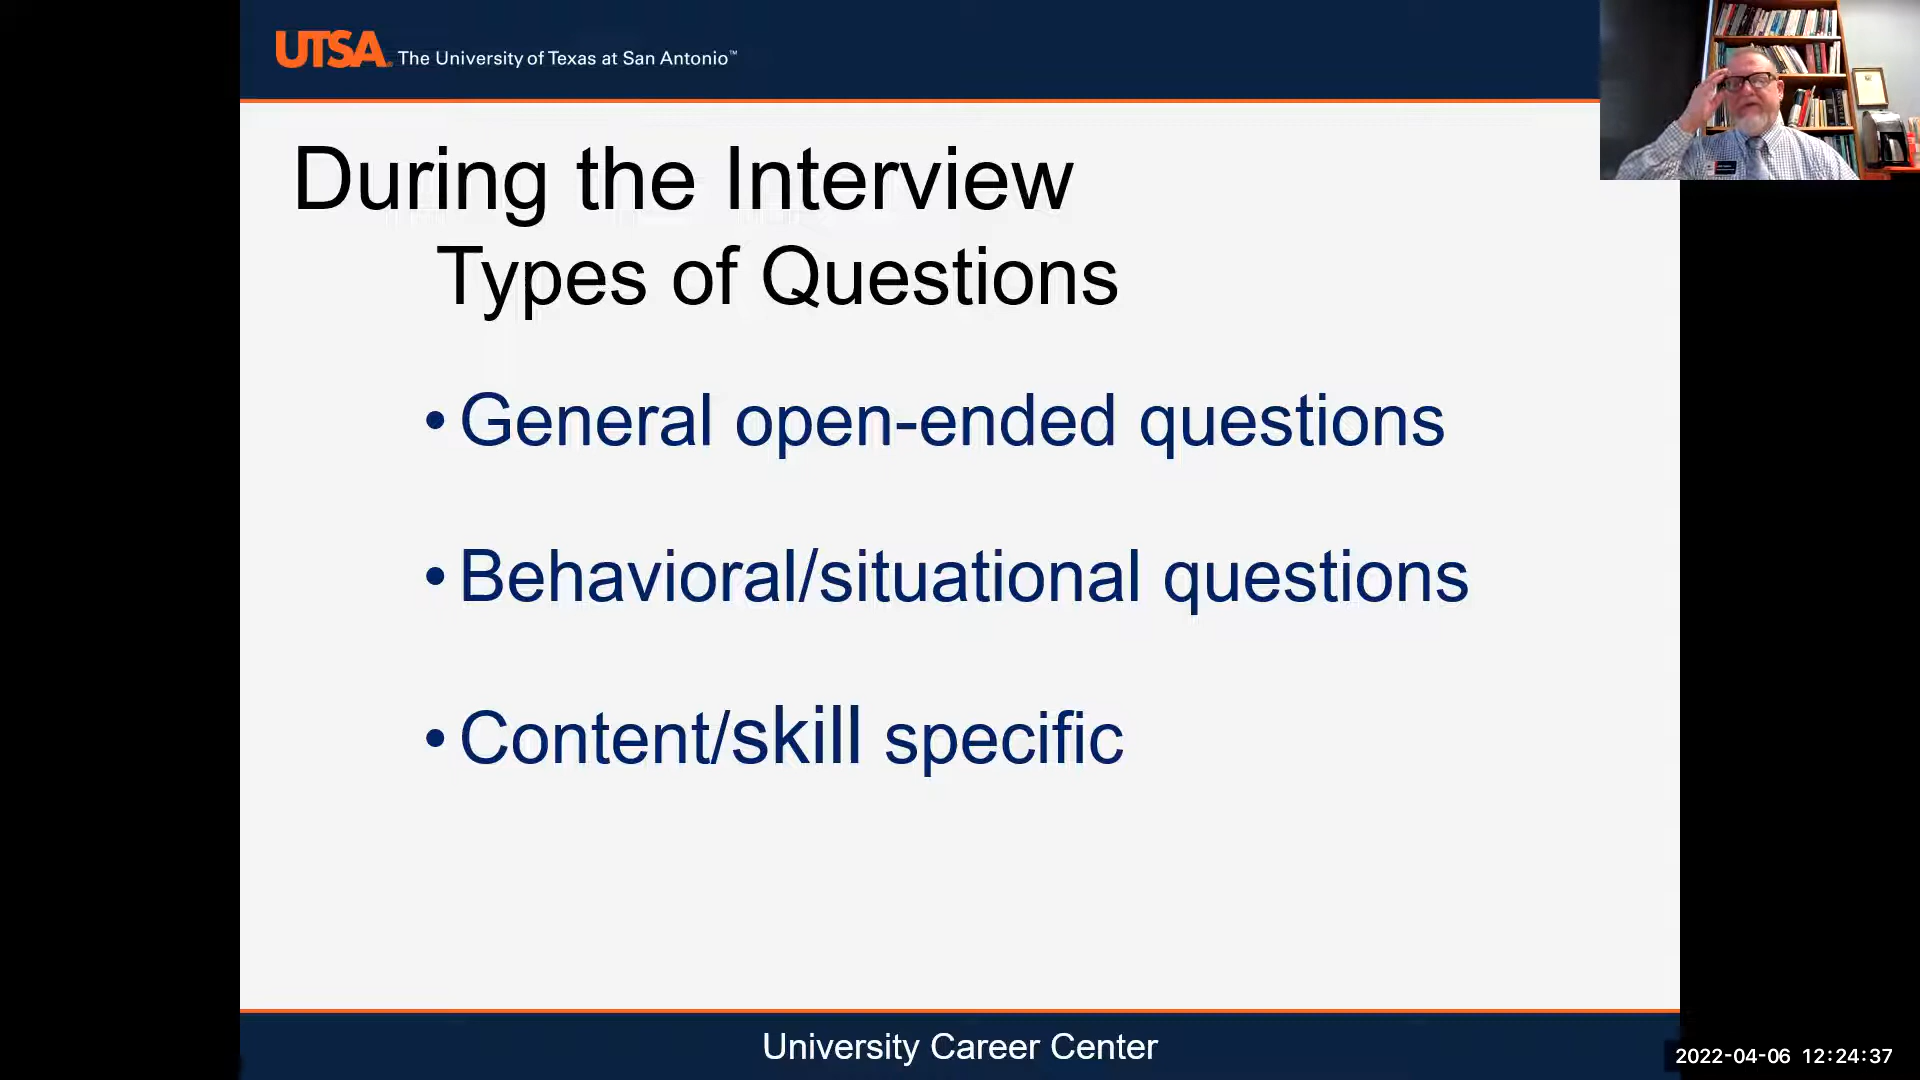 UTSA. The University of Texas at San Antonio™
During the Interview
Types of Questions
• General open-ended questions
• Behavioral/situational questions
• Content/skill specific
University Career Center
2022-04-06 12:24:37